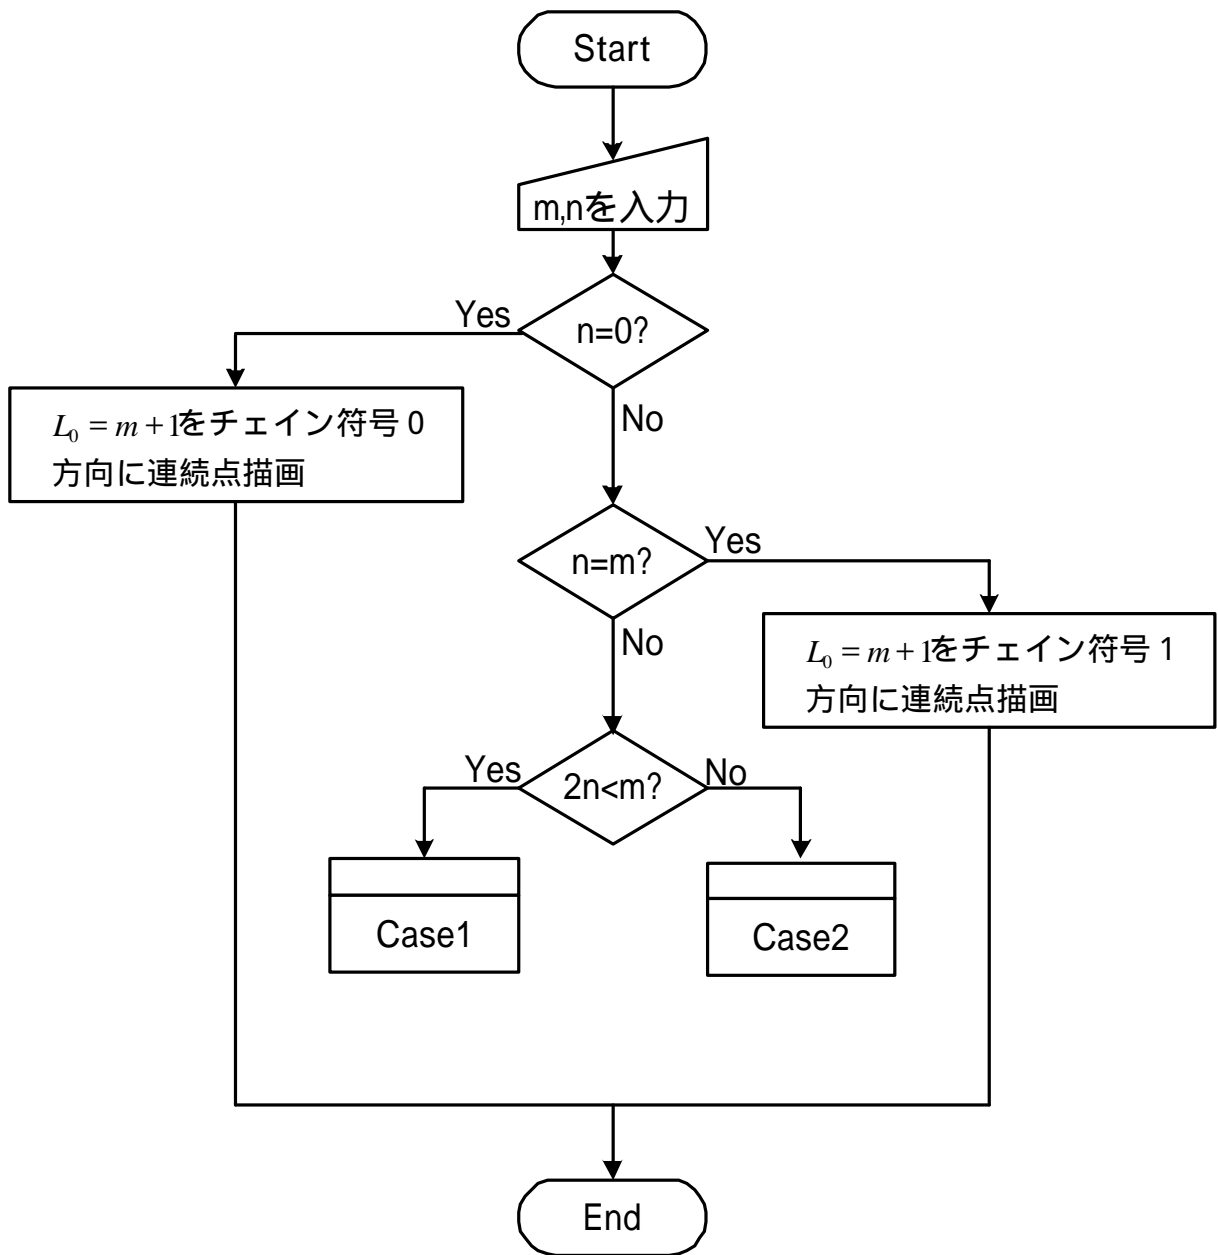 Start
m,nを入力
Yes
n=0?
No
L₀ = m + 1をチェイン符号0
方向に連続点描画
n=m?
Yes
No
L₀ = m + 1をチェイン符号1
方向に連続点描画
Yes
2n<m?
No
Case1
Case2
End